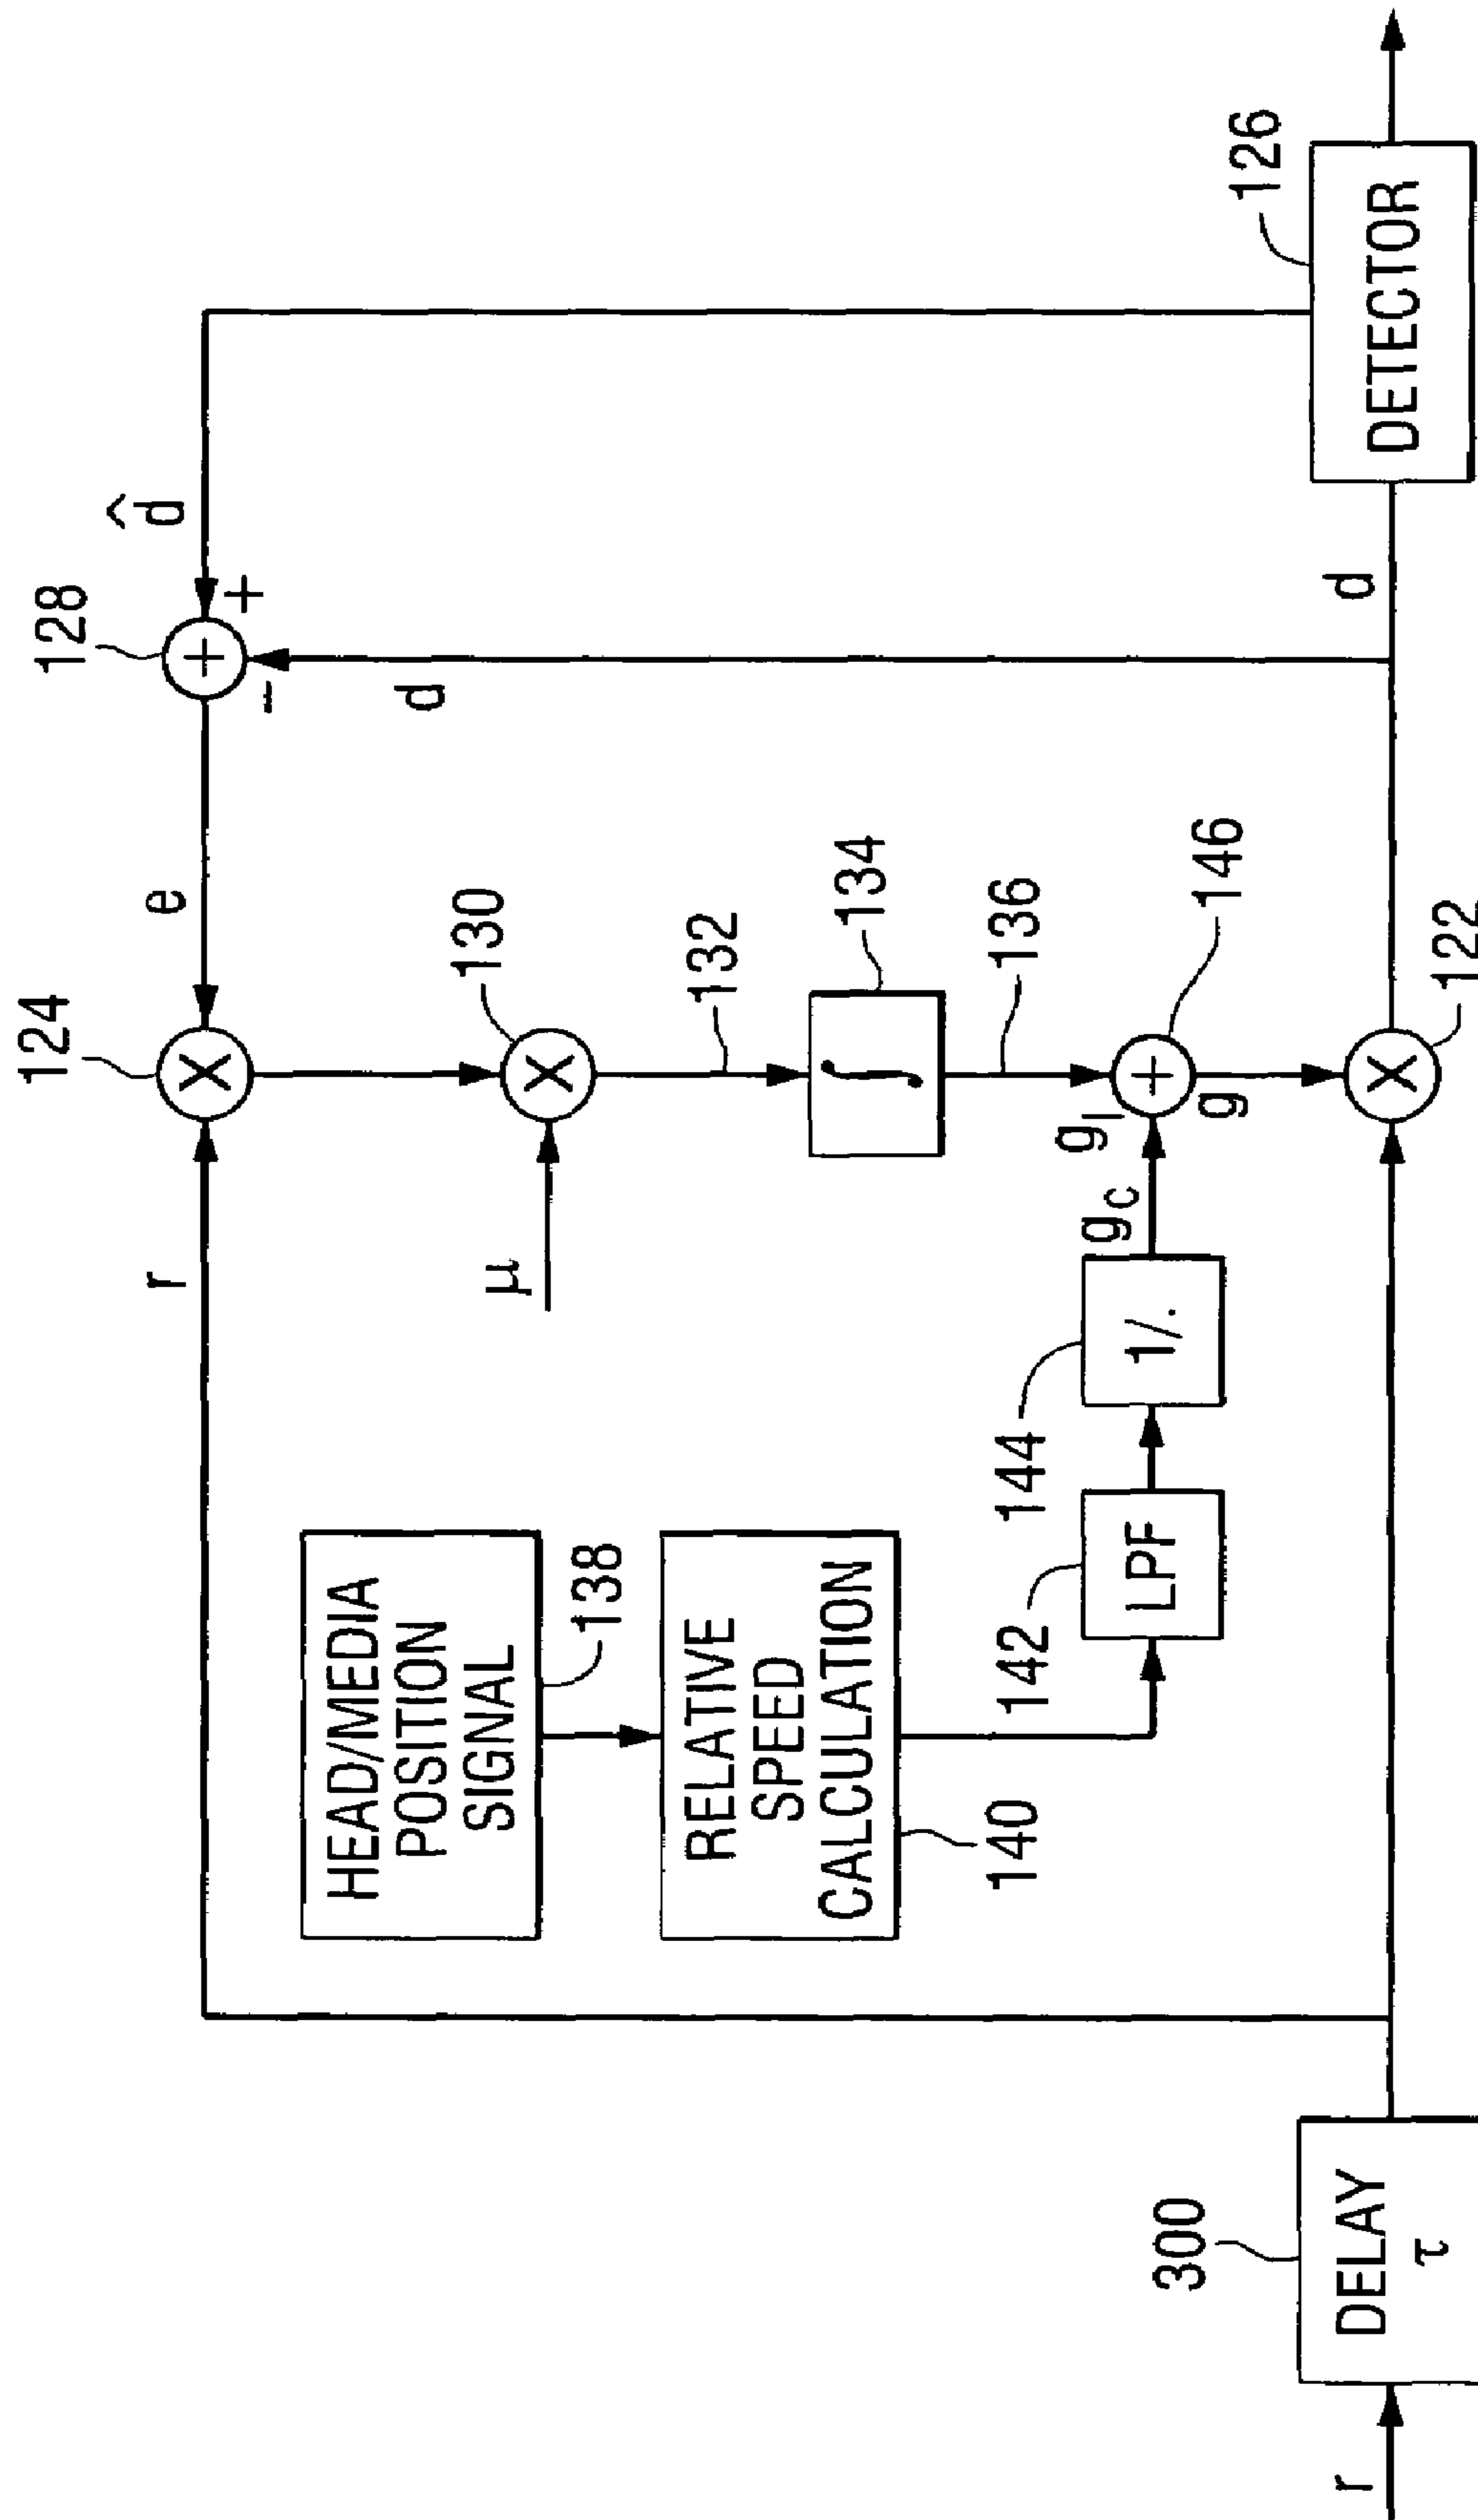 124
r
e
128
d̂
+
-
HEAD/MEDIA
POSITION
SIGNAL
138
μ
130
d
RELATIVE
SPEED
CALCULATION
140
132
∫
134
136
142
LPF
144
1/.
g_c
g_I
+
146
g
126
300
DELAY
τ
r
X
X
X
122
d
DETECTOR
+